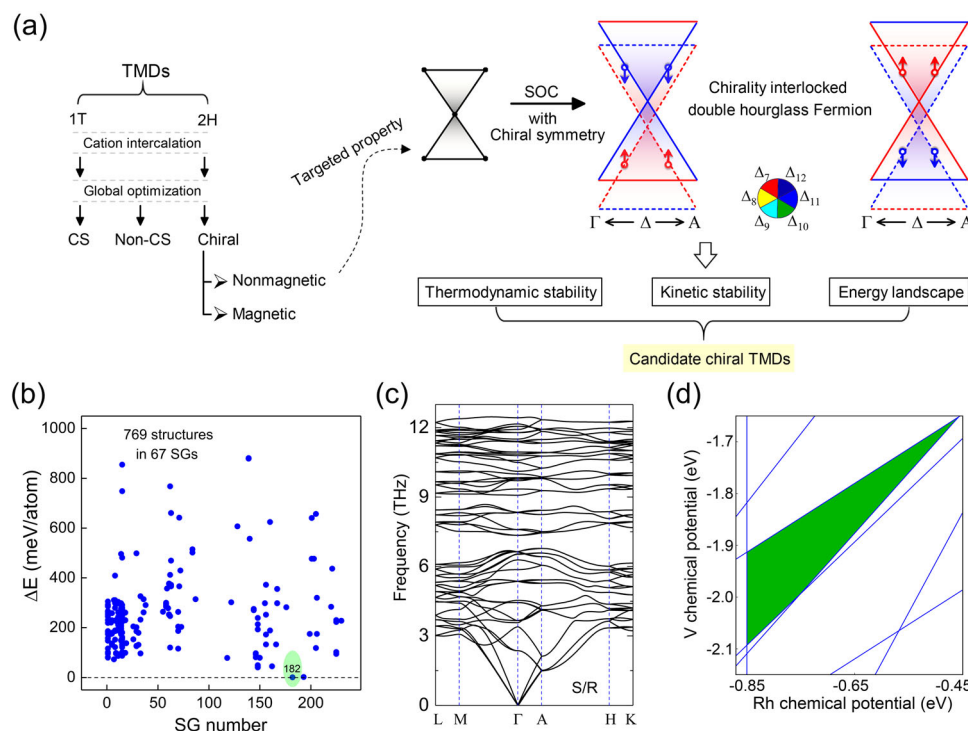 (a)
TMDs
1T 2H
Cation intercalation
Global optimization
CS Non-CS Chiral
Nonmagnetic
Magnetic
Targeted property
SOC
with
Chiral symmetry
Chirality interlocked
double hourglass Fermion
Δ7 Δ12
Δ8 Δ11
Δ9 Δ10
Γ Δ A
Γ Δ A
Thermodynamic stability
Kinetic stability
Energy landscape
Candidate chiral TMDs
(b)
769 structures
in 67 SGs
182
ΔE (meV/atom)
1000
800
600
400
200
0
0 50 100 150 200
SG number
(c)
Frequency (THz)
12
9
6
3
0
S/R
L M Γ A H K
(d)
V chemical potential (eV)
-1.7
-1.8
-1.9
-2.0
-2.1
-0.85 -0.65 -0.45
Rh chemical potential (eV)